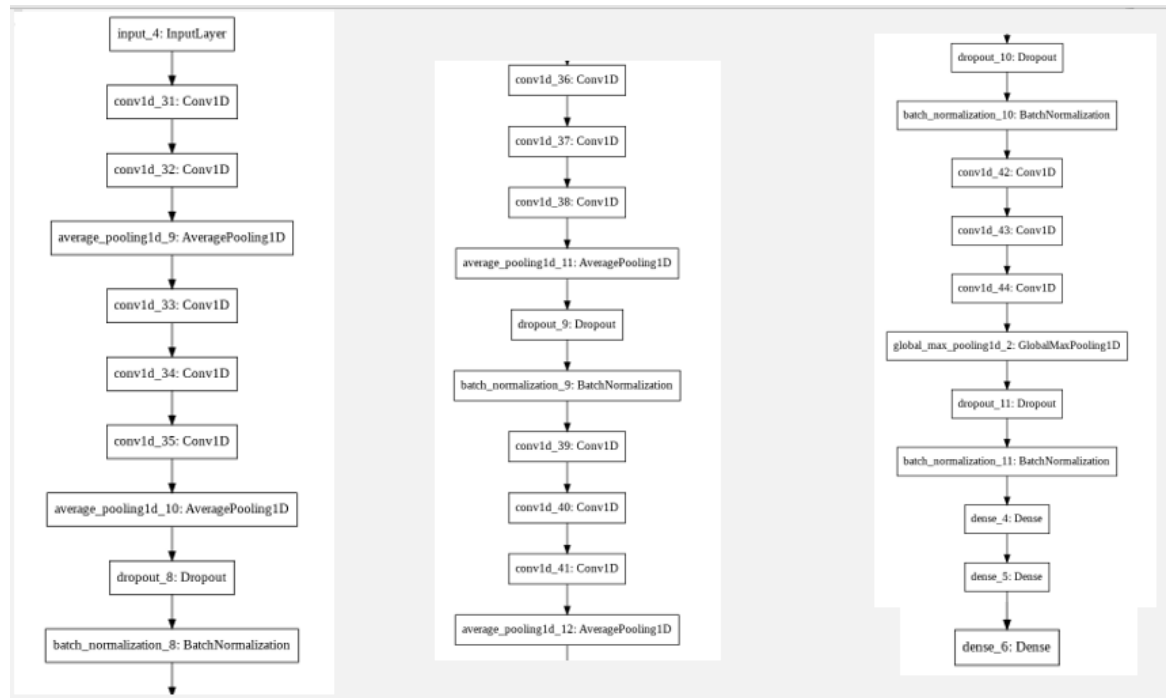 input_4: InputLayer
conv1d_31: Conv1D
conv1d_32: Conv1D
average_pooling1d_9: AveragePooling1D
conv1d_33: Conv1D
conv1d_34: Conv1D
conv1d_35: Conv1D
average_pooling1d_10: AveragePooling1D
dropout_8: Dropout
batch_normalization_8: BatchNormalization
conv1d_36: Conv1D
conv1d_37: Conv1D
conv1d_38: Conv1D
average_pooling1d_11: AveragePooling1D
dropout_9: Dropout
batch_normalization_9: BatchNormalization
conv1d_39: Conv1D
conv1d_40: Conv1D
conv1d_41: Conv1D
average_pooling1d_12: AveragePooling1D
dropout_10: Dropout
batch_normalization_10: BatchNormalization
conv1d_42: Conv1D
conv1d_43: Conv1D
conv1d_44: Conv1D
global_max_pooling1d_2: GlobalMaxPooling1D
dropout_11: Dropout
batch_normalization_11: BatchNormalization
dense_4: Dense
dense_5: Dense
dense_6: Dense